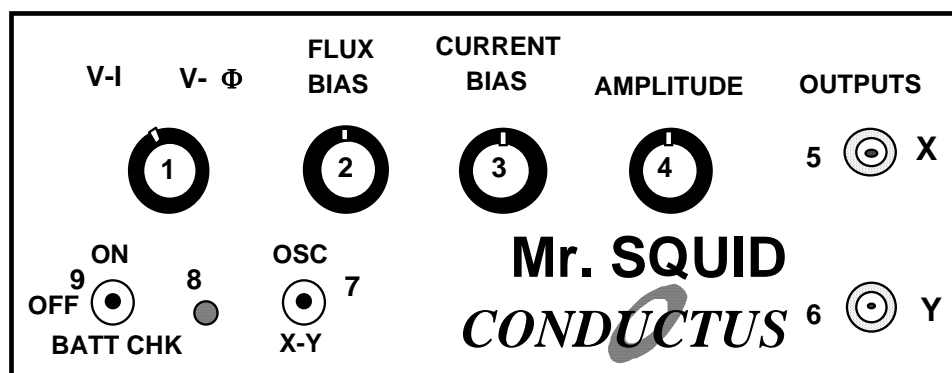 V-I V- Φ FLUX BIAS CURRENT BIAS AMPLITUDE OUTPUTS
1 2 3 4 5 X
ON OSC Mr. SQUID
9 8 7
OFF CONDUCTUS 6 Y
BATT CHK X-Y